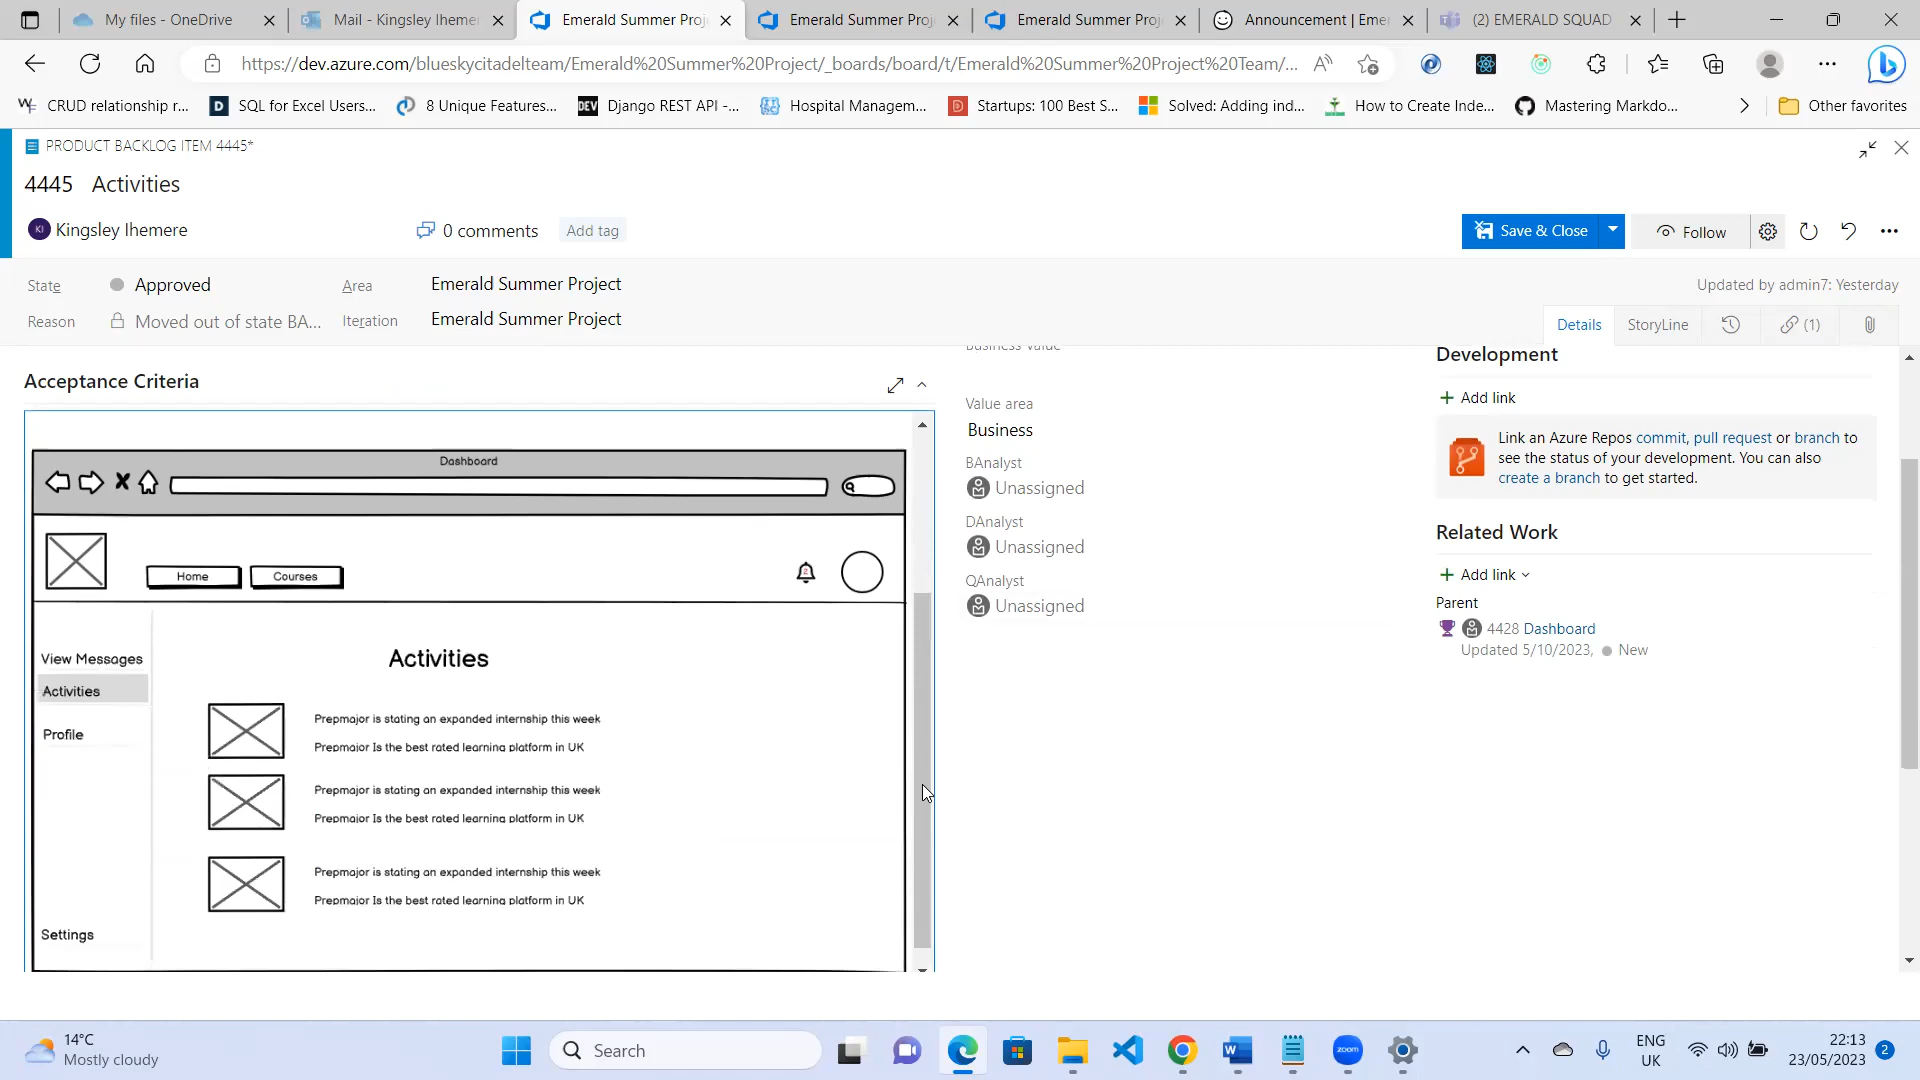 My files - OneDrive
Mail - Kingsley Iheme
Emerald Summer Proj
Emerald Summer Proj
Emerald Summer Proj
Announcement | Eme
(2) EMERALD SQUAD
https://dev.azure.com/blueskycitadelteam/Emerald%20Summer%20Project/_boards/board/t/Emerald%20Summer%20Project%20Team/...
CRUD relationship r...
SQL for Excel Users...
8 Unique Features...
Django REST API -...
Hospital Managem...
Startups: 100 Best S...
Solved: Adding ind...
How to Create Inde...
Mastering Markdo...
Other favorites
PRODUCT BACKLOG ITEM 4445*
4445 Activities
KI Kingsley Ihemere
0 comments
Add tag
Save & Close
Follow
State
Approved
Area
Emerald Summer Project
Updated by admin7: Yesterday
Reason
Moved out of state BA...
Iteration
Emerald Summer Project
Details
StoryLine
(1)
Acceptance Criteria
Dashboard
Home
Courses
2
View Messages
Activities
Profile
Settings
Activities
Prepmajor is stating an expanded internship this week
Prepmajor Is the best rated learning platform in UK
Prepmajor is stating an expanded internship this week
Prepmajor Is the best rated learning platform in UK
Prepmajor is stating an expanded internship this week
Prepmajor Is the best rated learning platform in UK
Business Value
Value area
Business
BAnalyst
Unassigned
DAnalyst
Unassigned
QAnalyst
Unassigned
Development
Add link
Link an Azure Repos commit, pull request or branch to
see the status of your development. You can also
create a branch to get started.
Related Work
Add link
Parent
4428 Dashboard
Updated 5/10/2023, New
14°C
Mostly cloudy
Search
zoom
ENG
UK
22:13
23/05/2023
2